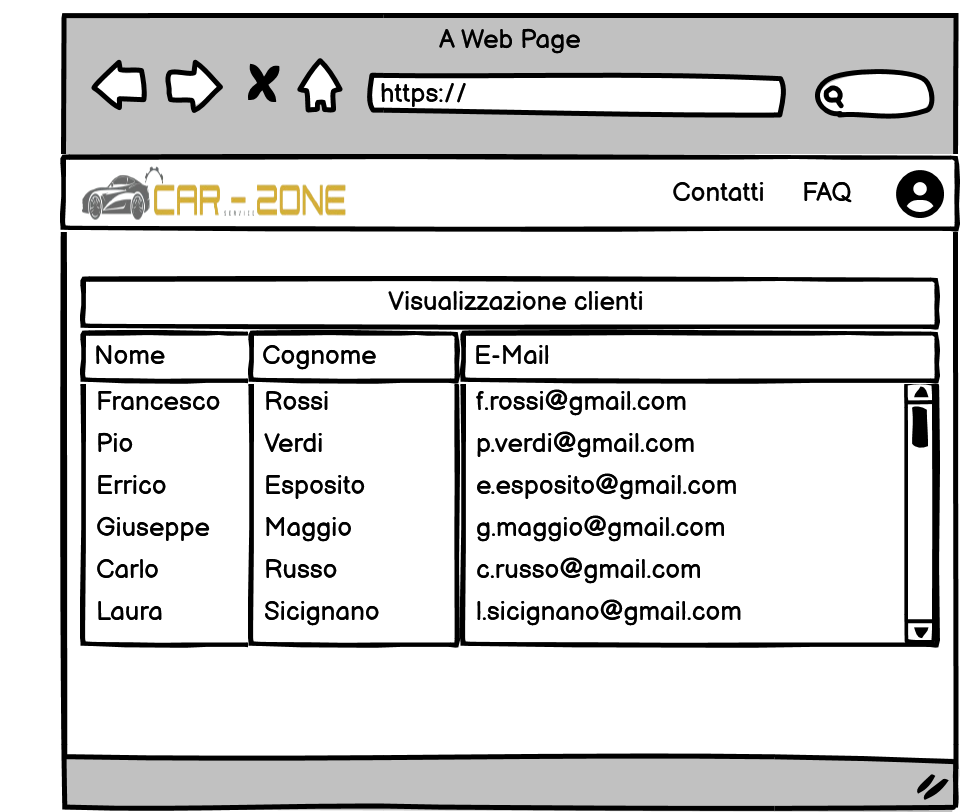 A Web Page
https://
CAR - ZONE
SERVICE
Contatti FAQ
Visualizzazione clienti
Nome Cognome E-Mail
Francesco Rossi f.rossi@gmail.com
Pio Verdi p.verdi@gmail.com
Errico Esposito e.esposito@gmail.com
Giuseppe Maggio g.maggio@gmail.com
Carlo Russo c.russo@gmail.com
Laura Sicignano l.sicignano@gmail.com